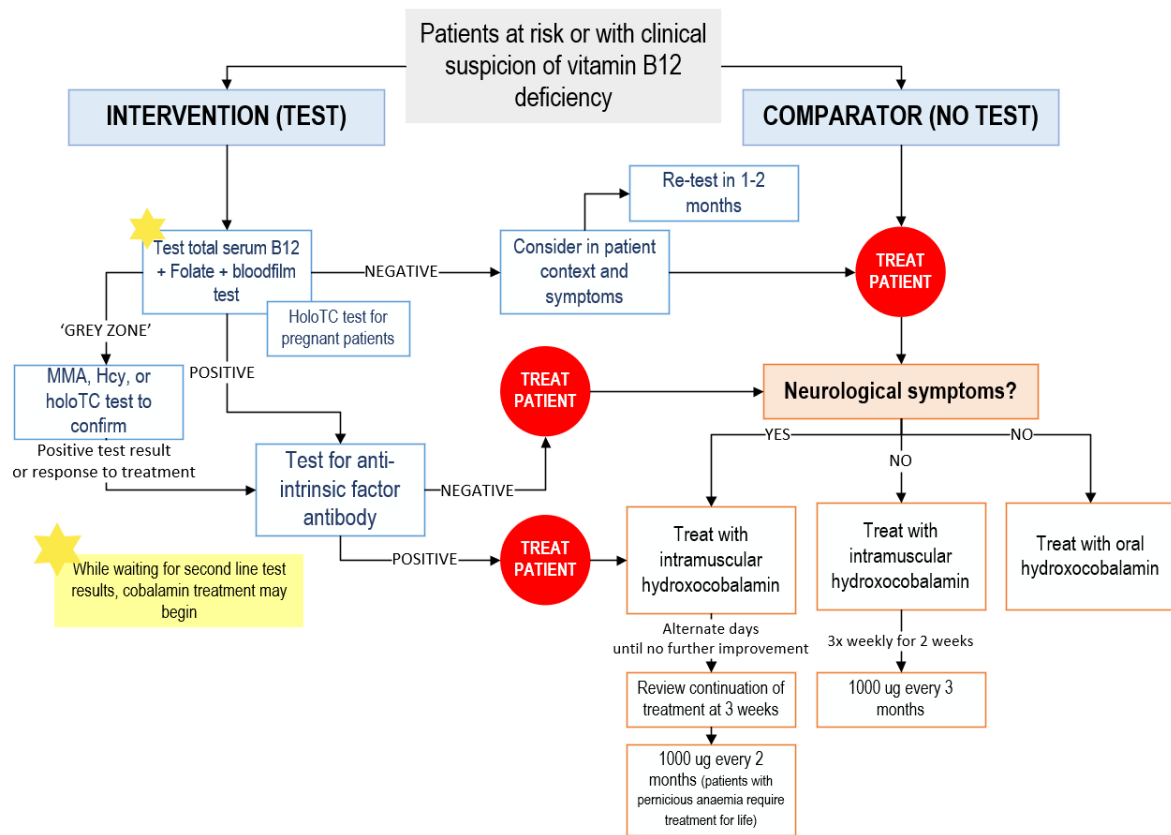 Patients at risk or with clinical
suspicion of vitamin B12
deficiency
INTERVENTION (TEST)
COMPARATOR (NO TEST)
Re-test in 1-2
months
Test total serum B12
+ Folate + bloodfilm
test
HoloTC test for
pregnant patients
NEGATIVE
Consider in patient
context and
symptoms
TREAT
PATIENT
'GREY ZONE'
POSITIVE
MMA, Hcy, or
holoTC test to
confirm
Positive test result
or response to treatment
Test for anti-
intrinsic factor
antibody
NEGATIVE
TREAT
PATIENT
POSITIVE
TREAT
PATIENT
While waiting for second line test
results, cobalamin treatment may
begin
Neurological symptoms?
YES
NO
NO
Treat with
intramuscular
hydroxocobalamin
Treat with
intramuscular
hydroxocobalamin
Treat with oral
hydroxocobalamin
Alternate days
until no further improvement
3x weekly for 2 weeks
Review continuation of
treatment at 3 weeks
1000 ug every 3
months
1000 ug every 2
months (patients with
pernicious anaemia require
treatment for life)